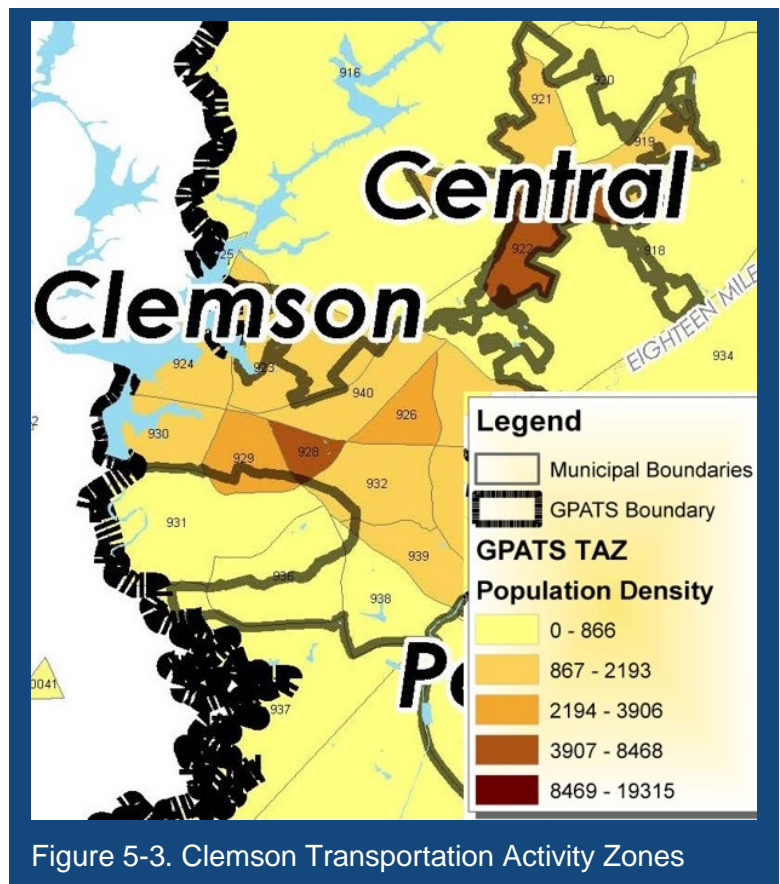 916
920
921
919
Central
922
918
925
Clemson
EIGHTEEN MILE
934
924
923
940
926
930
929
928
932
931
939
936
938
937
0041
Legend
Municipal Boundaries
GPATS Boundary
GPATS TAZ
Population Density
0 - 866
867 - 2193
2194 - 3906
3907 - 8468
8469 - 19315
Figure 5-3. Clemson Transportation Activity Zones